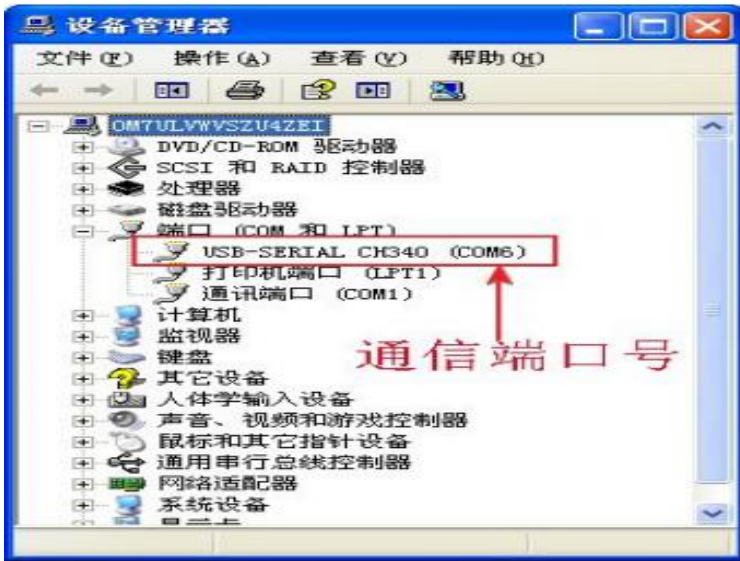 设备管理器
文件(F) 操作(A) 查看(V) 帮助(H)
OM7ULVWVSZU4ZEI
DVD/CD-ROM 驱动器
SCSI 和 RAID 控制器
处理器
磁盘驱动器
端口 (COM 和 LPT)
USB-SERIAL CH340 (COM6)
打印机端口 (LPT1)
通讯端口 (COM1)
计算机
监视器
键盘
其它设备
人体学输入设备
声音、视频和游戏控制器
鼠标和其它指针设备
通用串行总线控制器
网络适配器
系统设备
显示卡
通信端口号